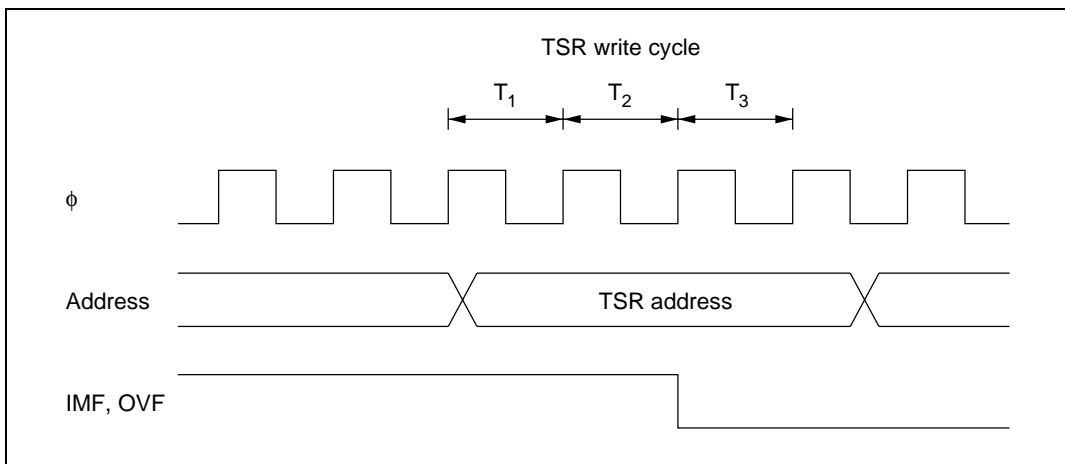 TSR write cycle
T1 T2 T3
ϕ
Address
TSR address
IMF, OVF